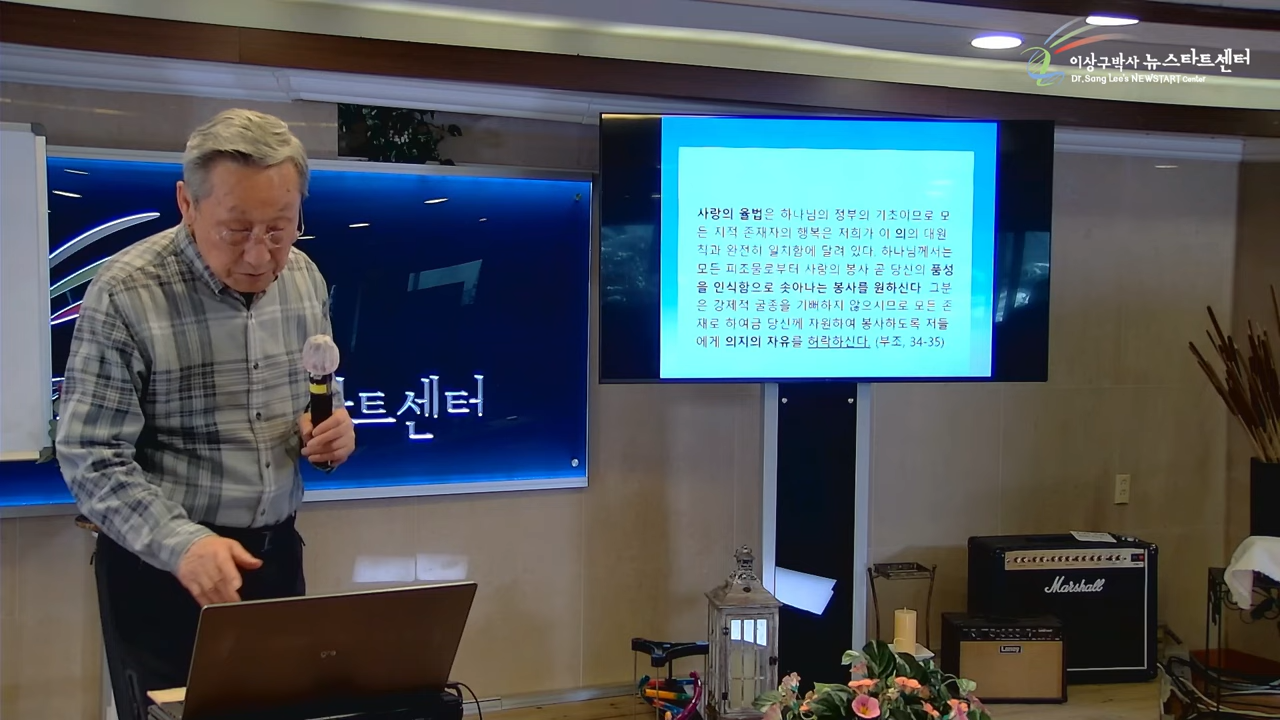 이상구박사 뉴스타트센터
Dr. Sang Lee's NEWSTART Center
사랑의 율법은 하나님의 정부의 기초이므로 모
든 지적 존재자의 행복은 저희가 이 의의 대원
칙과 완전히 일치함에 달려 있다. 하나님께서는
모든 피조물로부터 사랑의 봉사 곧 당신의 품성
을 인식함으로 솟아나는 봉사를 원하신다 그분
은 강제적 굴종을 기뻐하지 않으시므로 모든 존
재로 하여금 당신께 자원하여 봉사하도록 저들
에게 의지의 자유를 허락하신다. (부조, 34-35)
트센터
Marshall
Laney